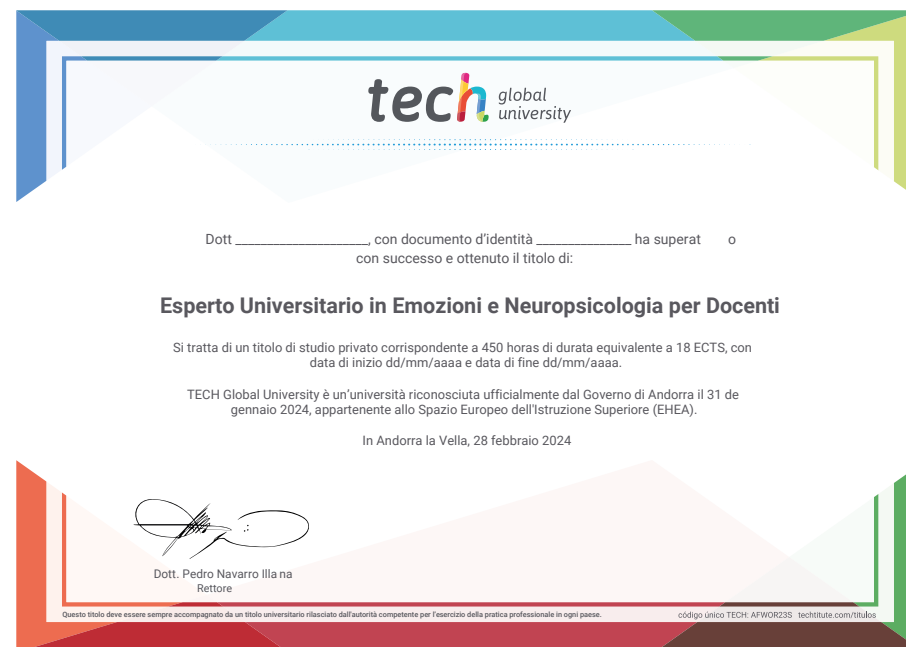 tech global
university
Dott _____________________, con documento d'identità _______________ ha superat o
con successo e ottenuto il titolo di:
Esperto Universitario in Emozioni e Neuropsicologia per Docenti
Si tratta di un titolo di studio privato corrispondente a 450 horas di durata equivalente a 18 ECTS, con
data di inizio dd/mm/aaaa e data di fine dd/mm/aaaa.
TECH Global University è un'università riconosciuta ufficialmente dal Governo di Andorra il 31 de
gennaio 2024, appartenente allo Spazio Europeo dell'Istruzione Superiore (EHEA).
In Andorra la Vella, 28 febbraio 2024
Dott. Pedro Navarro Illa na
Rettore
Questo titolo deve essere sempre accompagnato da un titolo universitario rilasciato dall'autorità competente per l'esercizio della pratica professionale in ogni paese. código único TECH: AFWOR23S techtitute.com/titulos